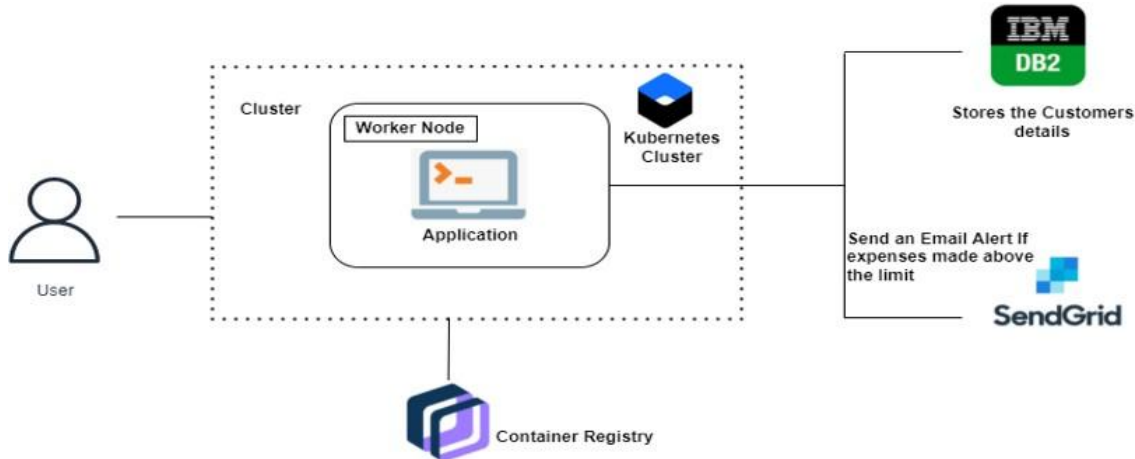 IBM
DB2
Stores the Customers
details
Cluster
Worker Node
Kubernetes
Cluster
Application
User
Send an Email Alert If
expenses made above
the limit
SendGrid
Container Registry